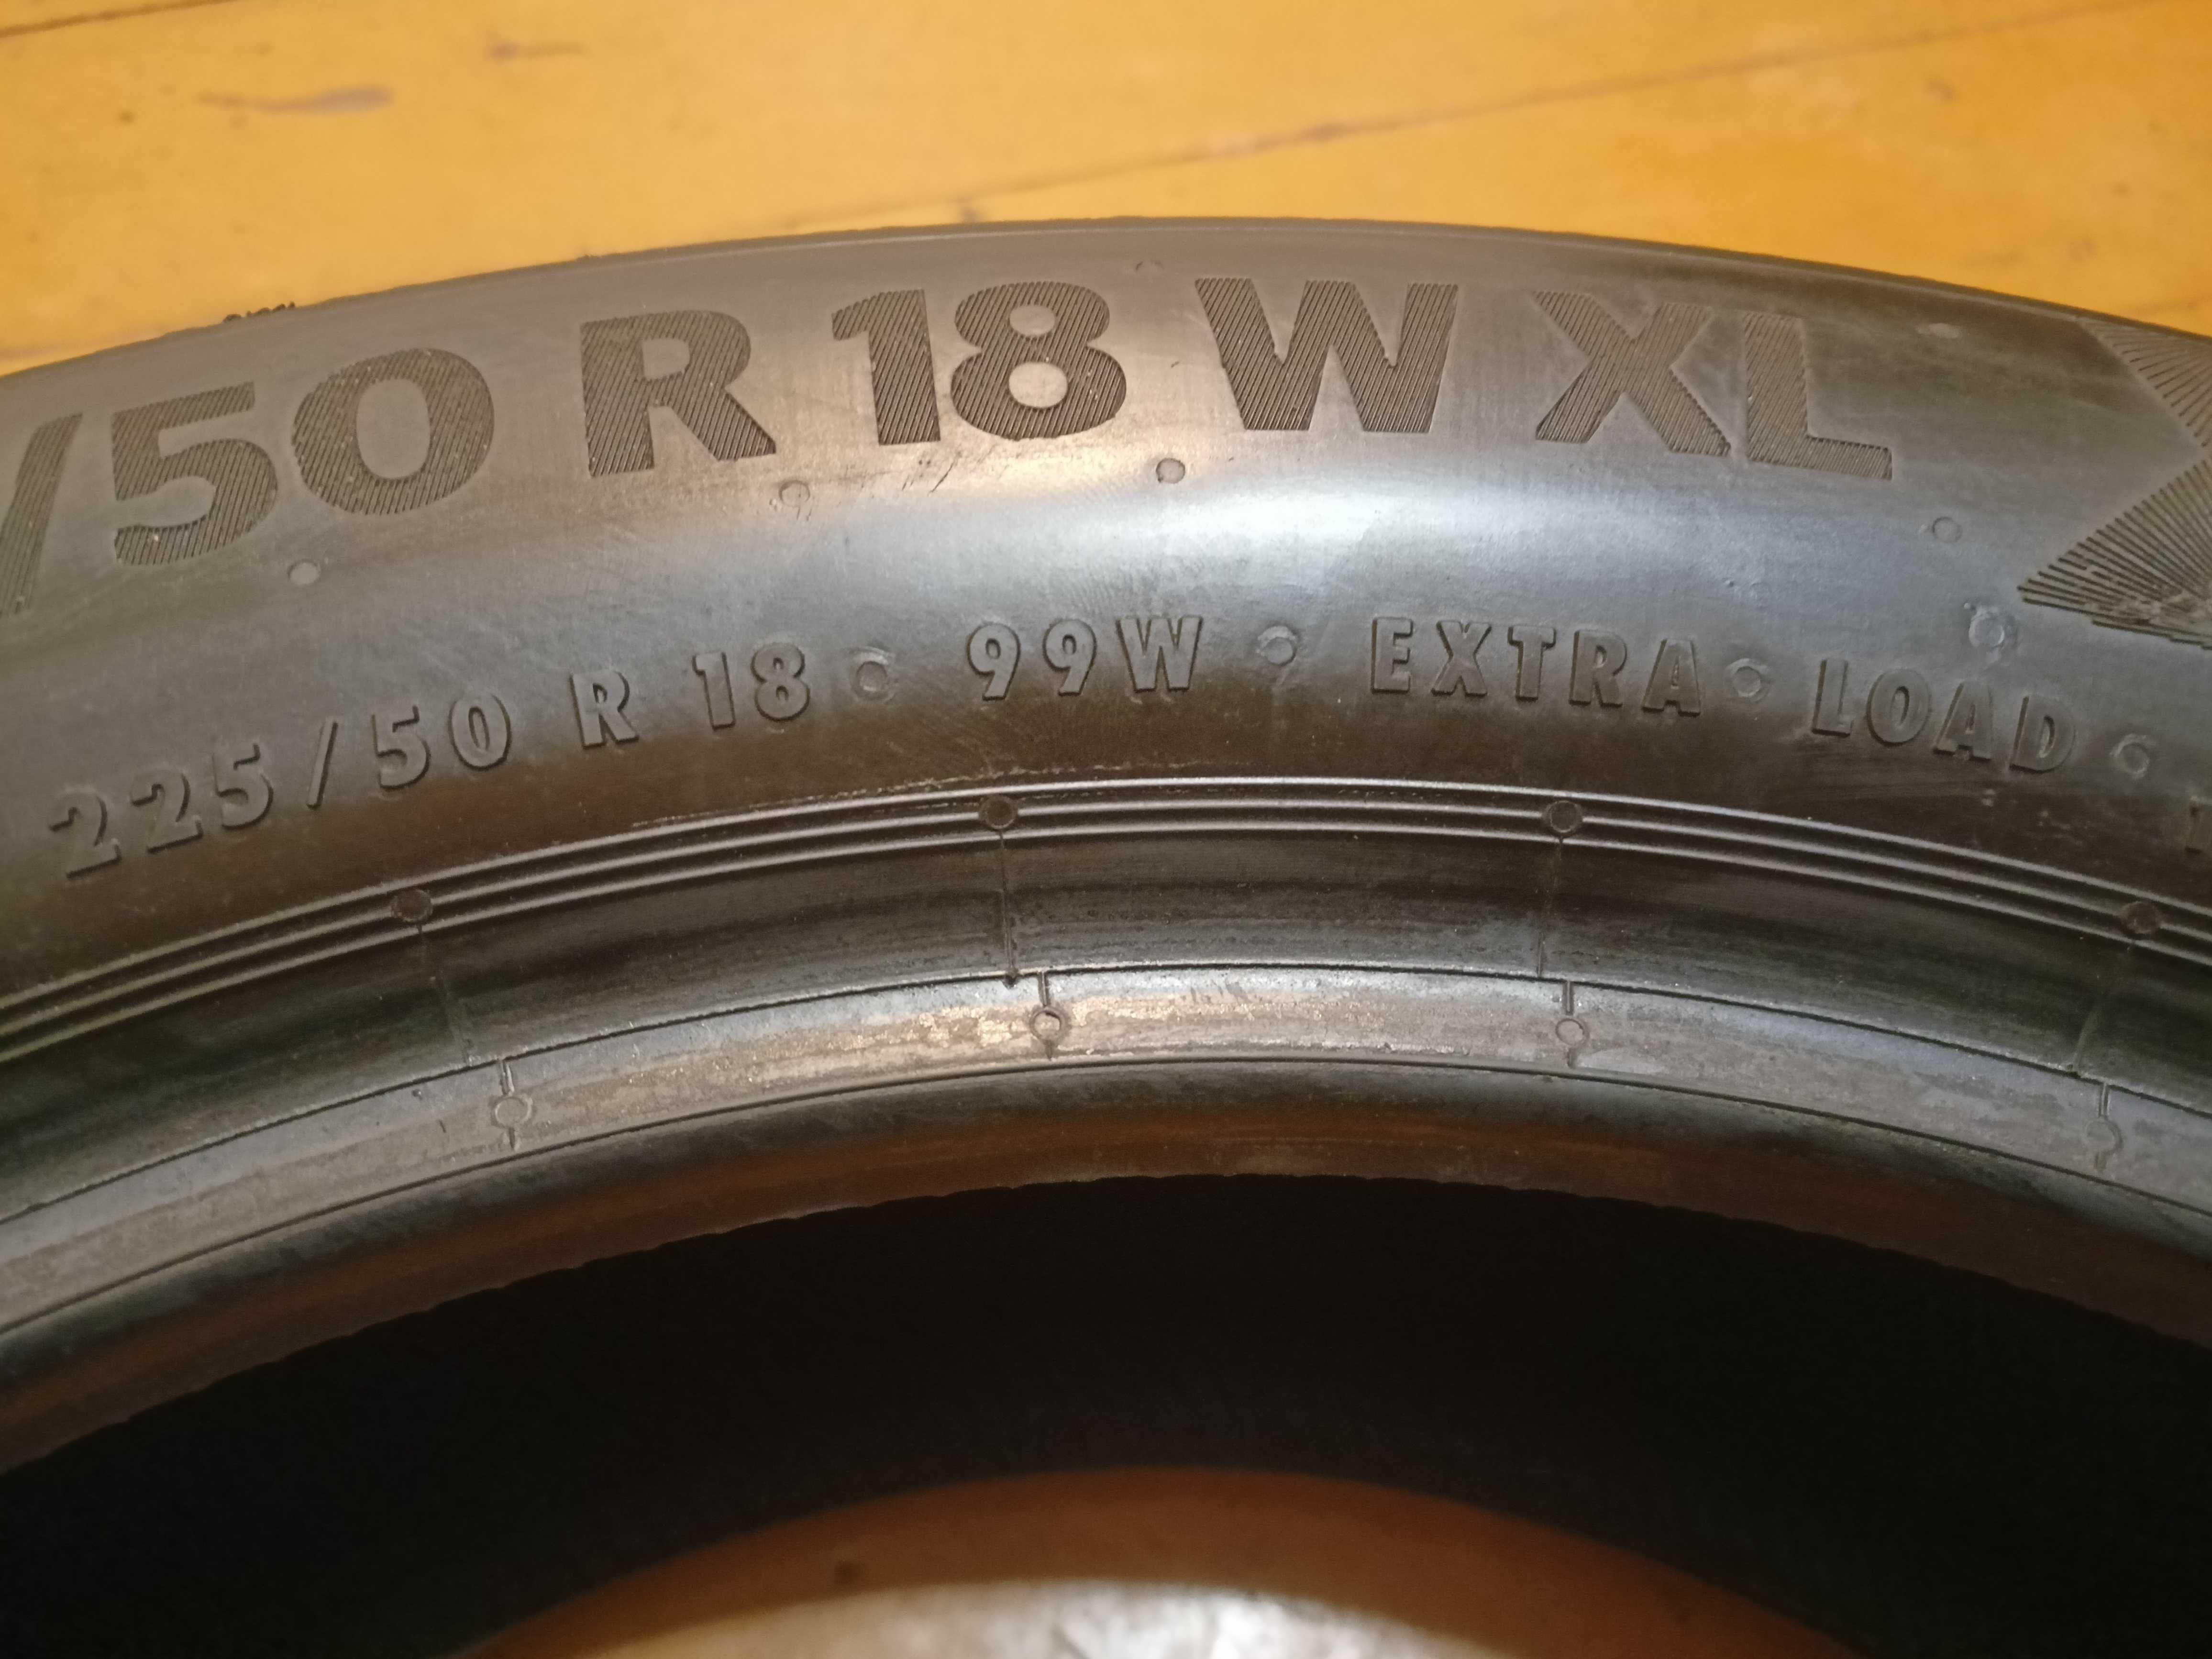 /50 R 18 W XL
225/50 R 18 99W EXTRA LOAD